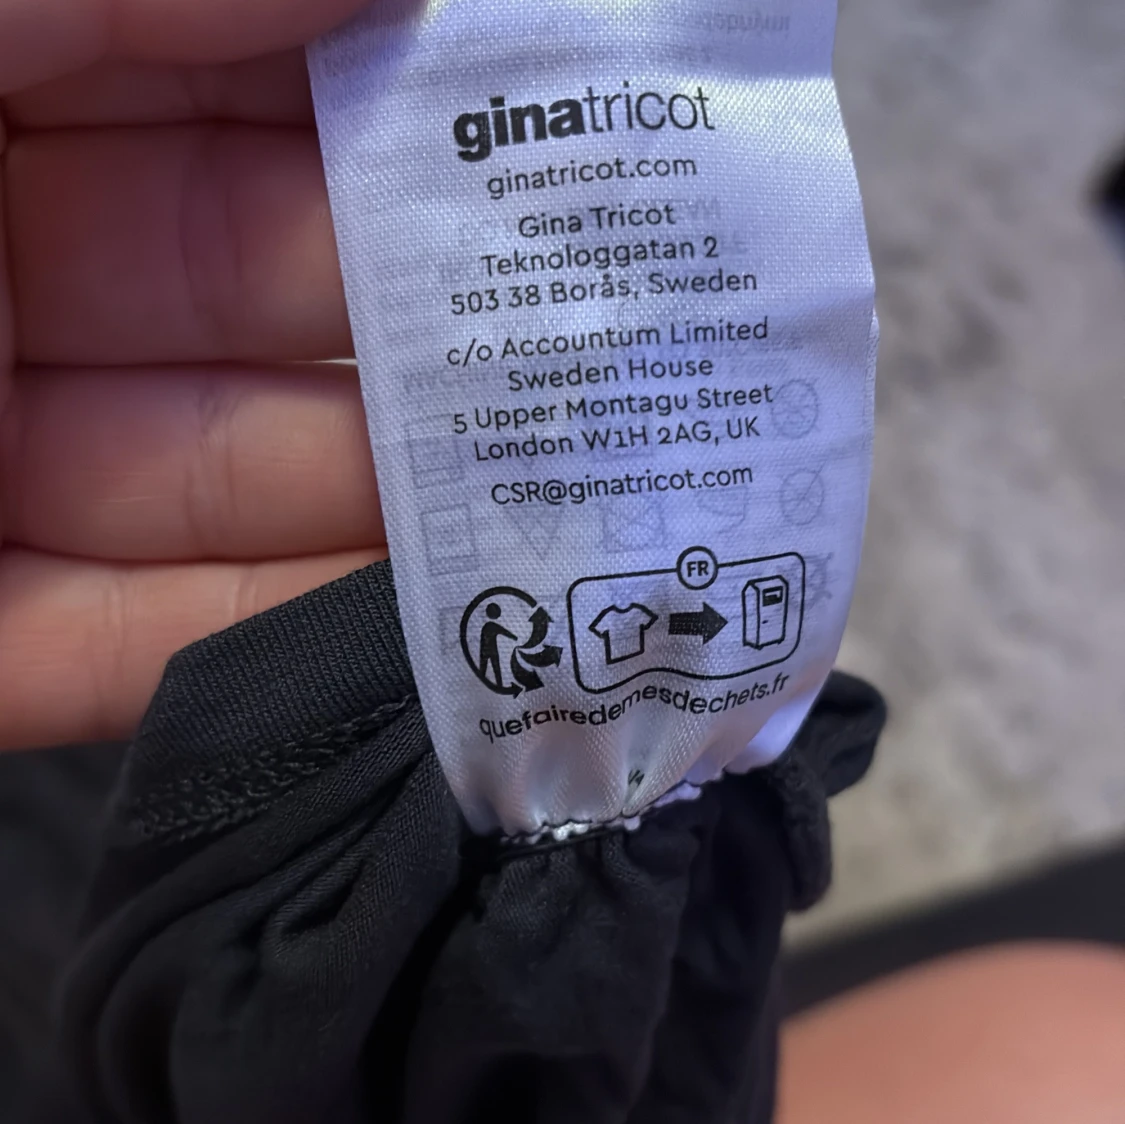 ginatricot
ginatricot.com
Gina Tricot
Teknologgatan 2
503 38 Borås, Sweden
c/o Accountum Limited
Sweden House
5 Upper Montagu Street
London W1H 2AG, UK
CSR@ginatricot.com
FR
quefairedemesdechets.fr